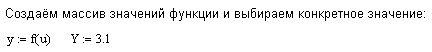 Создаём массив значений функции и выбираем конкретное значение:
y := f(u) Y := 3.1